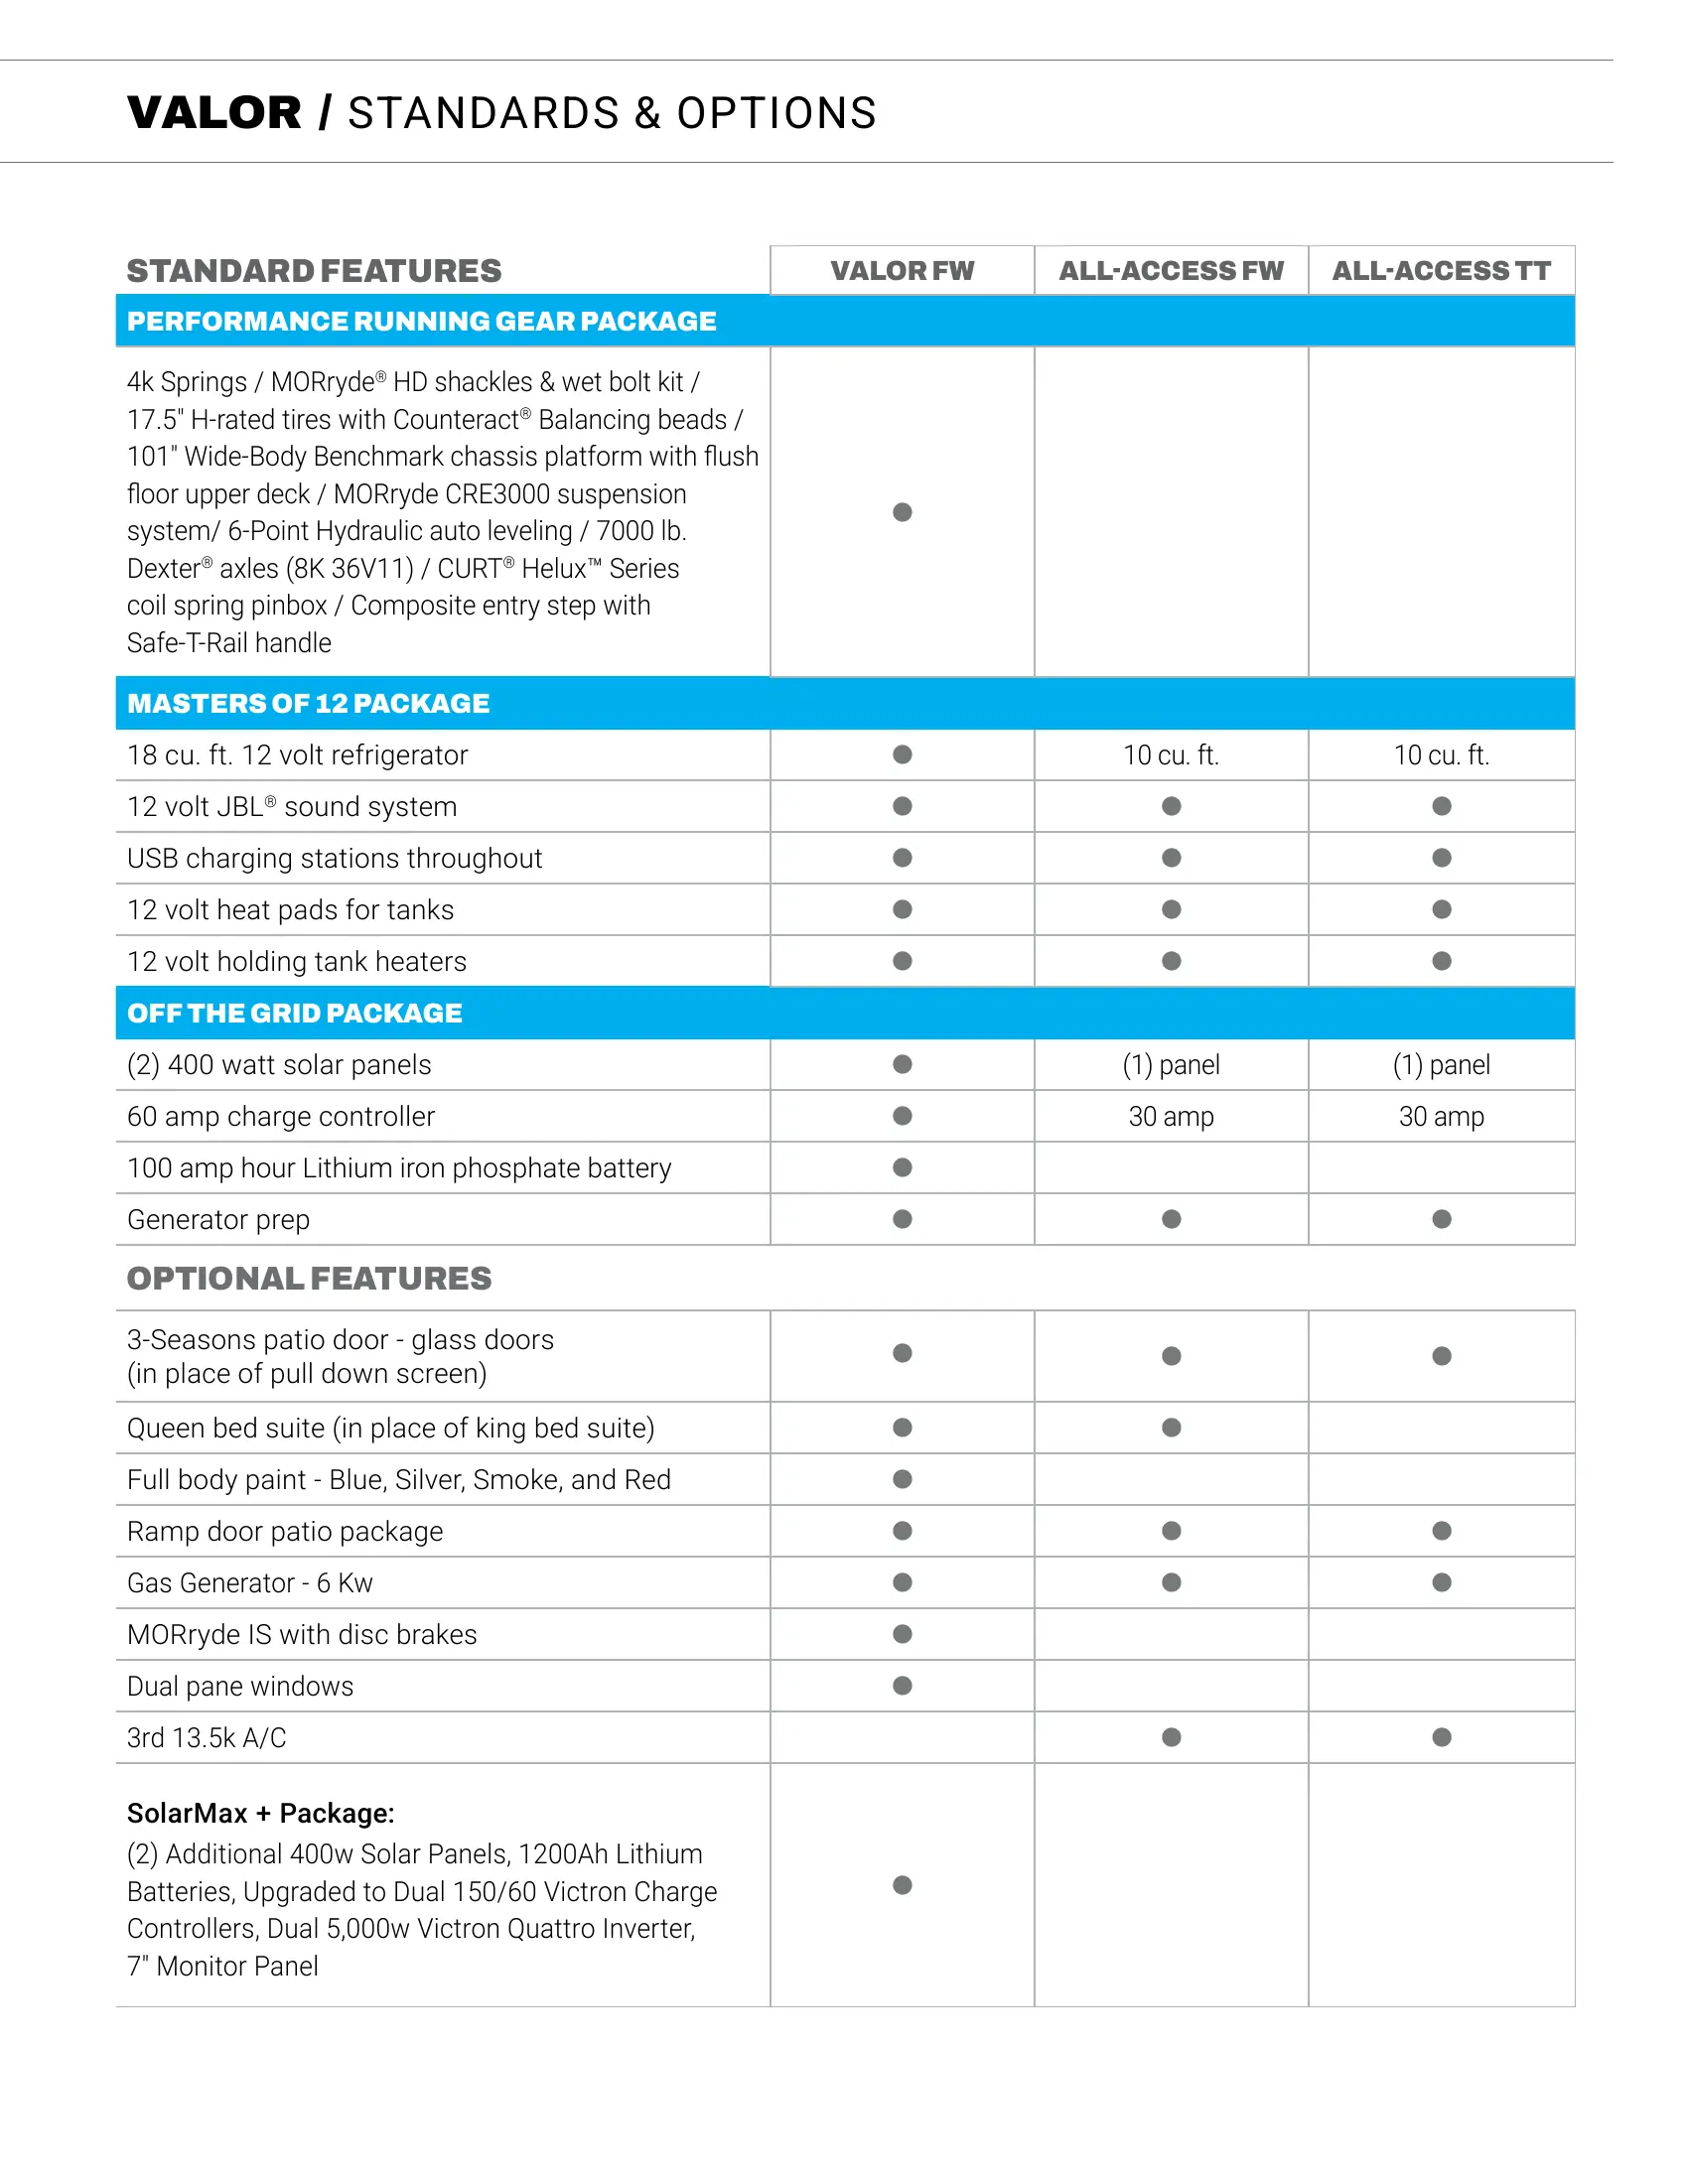 VALOR / STANDARDS & OPTIONS
STANDARD FEATURES VALOR FW ALL-ACCESS FW ALL-ACCESS TT
PERFORMANCE RUNNING GEAR PACKAGE
4k Springs / MORryde® HD shackles & wet bolt kit /
17.5" H-rated tires with Counteract® Balancing beads /
101" Wide-Body Benchmark chassis platform with flush
floor upper deck / MORryde CRE3000 suspension
system/ 6-Point Hydraulic auto leveling / 7000 lb.
Dexter® axles (8K 36V11) / CURT® Helux™ Series
coil spring pinbox / Composite entry step with
Safe-T-Rail handle
●
MASTERS OF 12 PACKAGE
18 cu. ft. 12 volt refrigerator ● 10 cu. ft. 10 cu. ft.
12 volt JBL® sound system ● ● ●
USB charging stations throughout ● ● ●
12 volt heat pads for tanks ● ● ●
12 volt holding tank heaters ● ● ●
OFF THE GRID PACKAGE
(2) 400 watt solar panels ● (1) panel (1) panel
60 amp charge controller ● 30 amp 30 amp
100 amp hour Lithium iron phosphate battery ●
Generator prep ● ● ●
OPTIONAL FEATURES
3-Seasons patio door - glass doors
(in place of pull down screen)
● ● ●
Queen bed suite (in place of king bed suite) ● ●
Full body paint - Blue, Silver, Smoke, and Red ●
Ramp door patio package ● ● ●
Gas Generator - 6 Kw ● ● ●
MORryde IS with disc brakes ●
Dual pane windows ●
3rd 13.5k A/C ● ●
SolarMax + Package:
(2) Additional 400w Solar Panels, 1200Ah Lithium
Batteries, Upgraded to Dual 150/60 Victron Charge
Controllers, Dual 5,000w Victron Quattro Inverter,
7" Monitor Panel
●